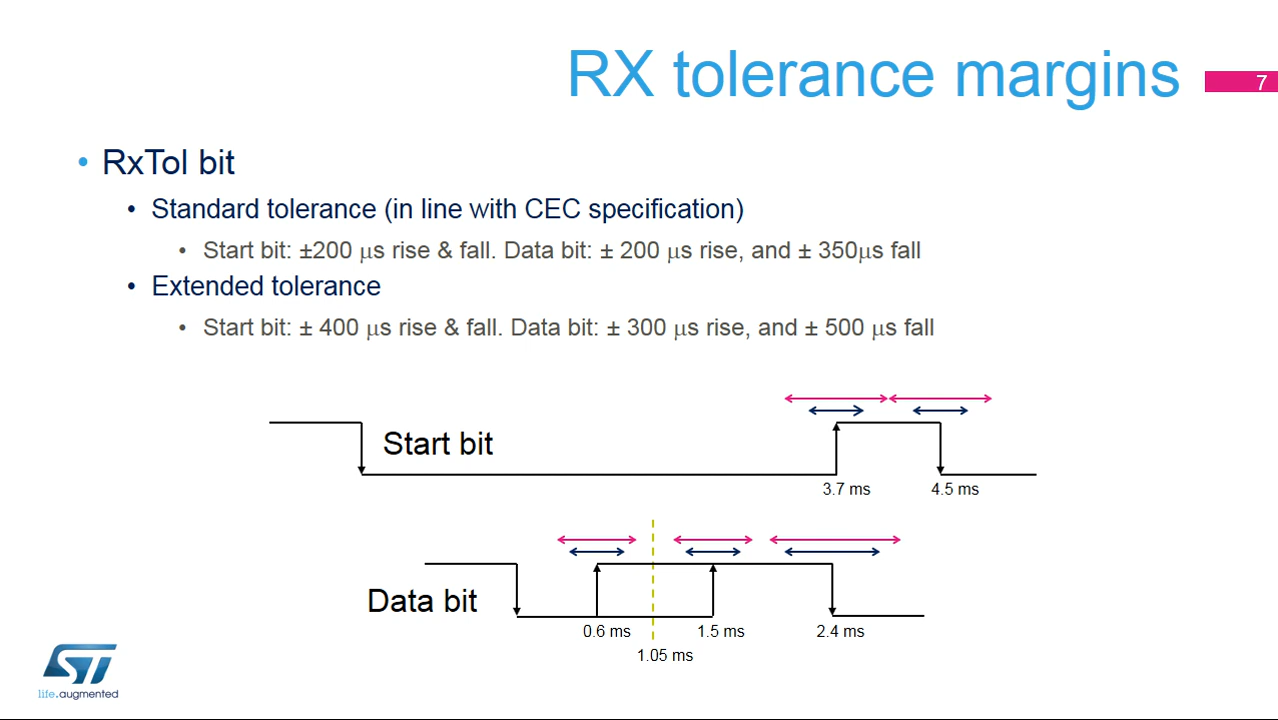 RX tolerance margins
7
• RxTol bit
• Standard tolerance (in line with CEC specification)
• Start bit: ±200 μs rise & fall. Data bit: ± 200 μs rise, and ± 350μs fall
• Extended tolerance
• Start bit: ± 400 μs rise & fall. Data bit: ± 300 μs rise, and ± 500 μs fall
Start bit
3.7 ms
4.5 ms
Data bit
0.6 ms
1.5 ms
2.4 ms
1.05 ms
ST
life.augmented